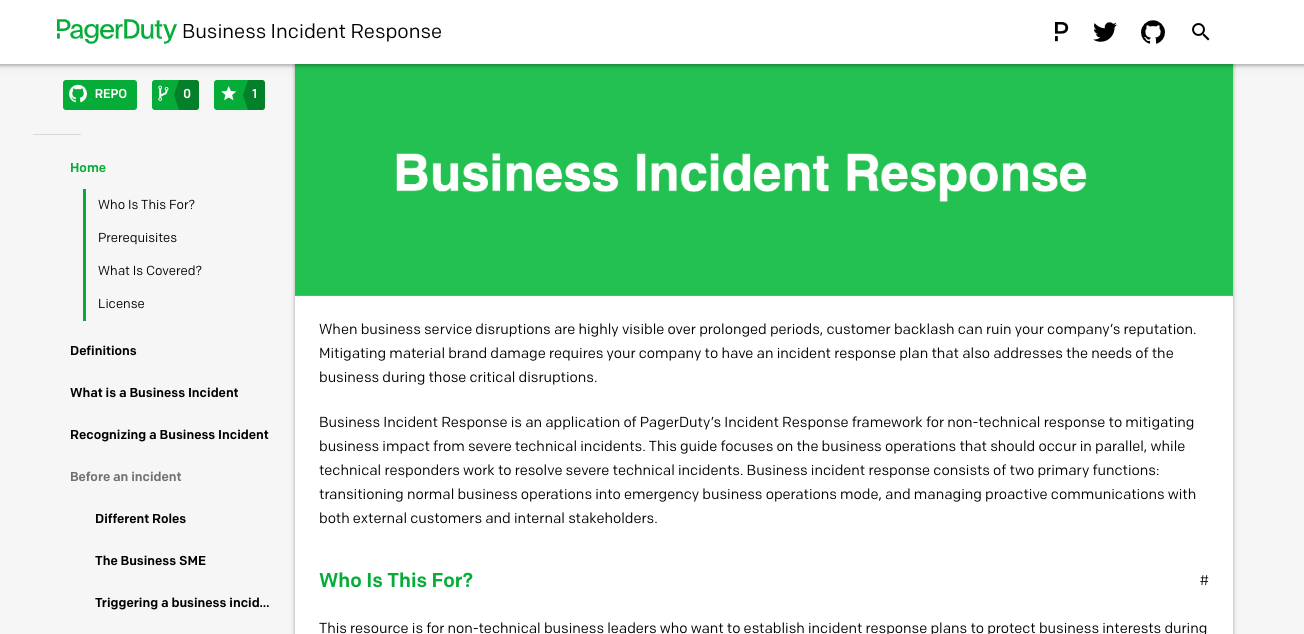 PagerDuty Business Incident Response
REPO
0
1
Home
Who Is This For?
Prerequisites
What Is Covered?
License
Definitions
What is a Business Incident
Recognizing a Business Incident
Before an incident
Different Roles
The Business SME
Triggering a business incid...
Business Incident Response
When business service disruptions are highly visible over prolonged periods, customer backlash can ruin your company’s reputation.
Mitigating material brand damage requires your company to have an incident response plan that also addresses the needs of the
business during those critical disruptions.
Business Incident Response is an application of PagerDuty’s Incident Response framework for non-technical response to mitigating
business impact from severe technical incidents. This guide focuses on the business operations that should occur in parallel, while
technical responders work to resolve severe technical incidents. Business incident response consists of two primary functions:
transitioning normal business operations into emergency business operations mode, and managing proactive communications with
both external customers and internal stakeholders.
Who Is This For? #
This resource is for non-technical business leaders who want to establish incident response plans to protect business interests during